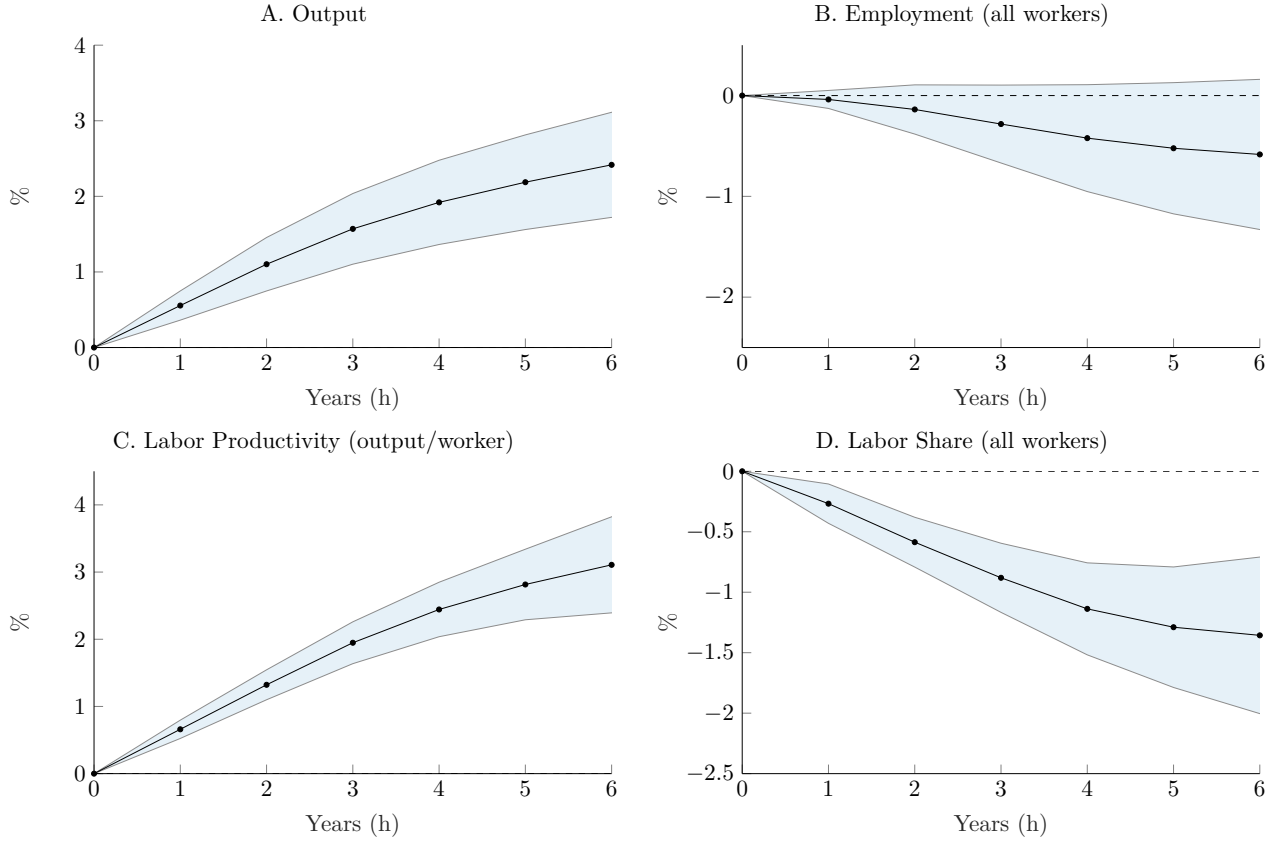 A. Output
4
3
2
1
0
%
0 1 2 3 4 5 6
Years (h)
B. Employment (all workers)
0
−1
−2
%
0 1 2 3 4 5 6
Years (h)
C. Labor Productivity (output/worker)
4
3
2
1
0
%
0 1 2 3 4 5 6
Years (h)
D. Labor Share (all workers)
0
−0.5
−1
−1.5
−2
−2.5
%
0 1 2 3 4 5 6
Years (h)